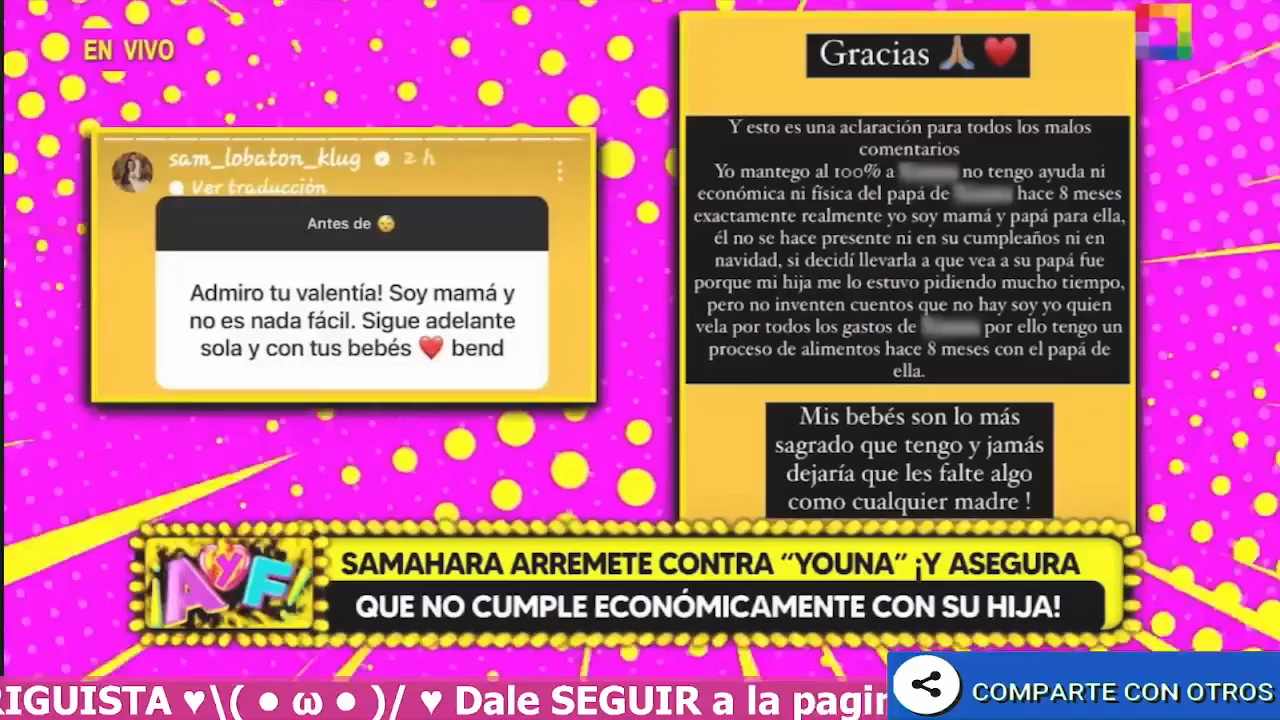 EN VIVO
sam_lobaton_klug 2 h
Ver traducción
Antes de 😏
Admiro tu valentía! Soy mamá y
no es nada fácil. Sigue adelante
sola y con tus bebés ❤️ bend
Gracias 🙏🏽 ❤️
Y esto es una aclaración para todos los malos
comentarios
Yo mantego al 100% a no tengo ayuda ni
económica ni física del papá de hace 8 meses
exactamente realmente yo soy mamá y papá para ella,
él no se hace presente ni en su cumpleaños ni en
navidad, si decidí llevarla a que vea a su papá fue
porque mi hija me lo estuvo pidiendo mucho tiempo,
pero no inventen cuentos que no hay soy yo quien
vela por todos los gastos de por ello tengo un
proceso de alimentos hace 8 meses con el papá de
ella.
Mis bebés son lo más
sagrado que tengo y jamás
dejaría que les falte algo
como cualquier madre !
AyF
SAMAHARA ARREMETE CONTRA “YOUNA” ¡Y ASEGURA
QUE NO CUMPLE ECONÓMICAMENTE CON SU HIJA!
RIGUISTA ♥\( ● ω ● )/ ♥ Dale SEGUIR a la pagin
COMPARTE CON OTROS